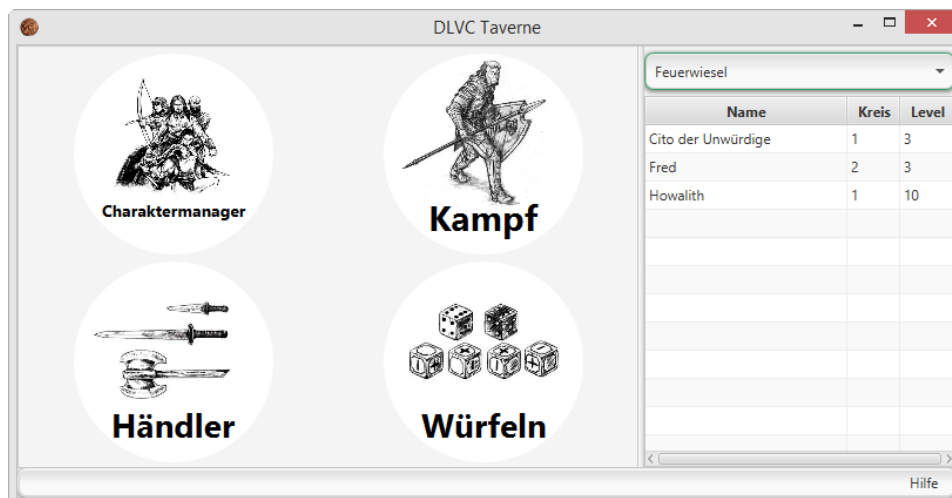 DLVC Taverne
Charaktermanager
Kampf
Händler
Würfeln
Feuerwiesel
Name Kreis Level
Cito der Unwürdige 1 3
Fred 2 3
Howalith 1 10
Hilfe